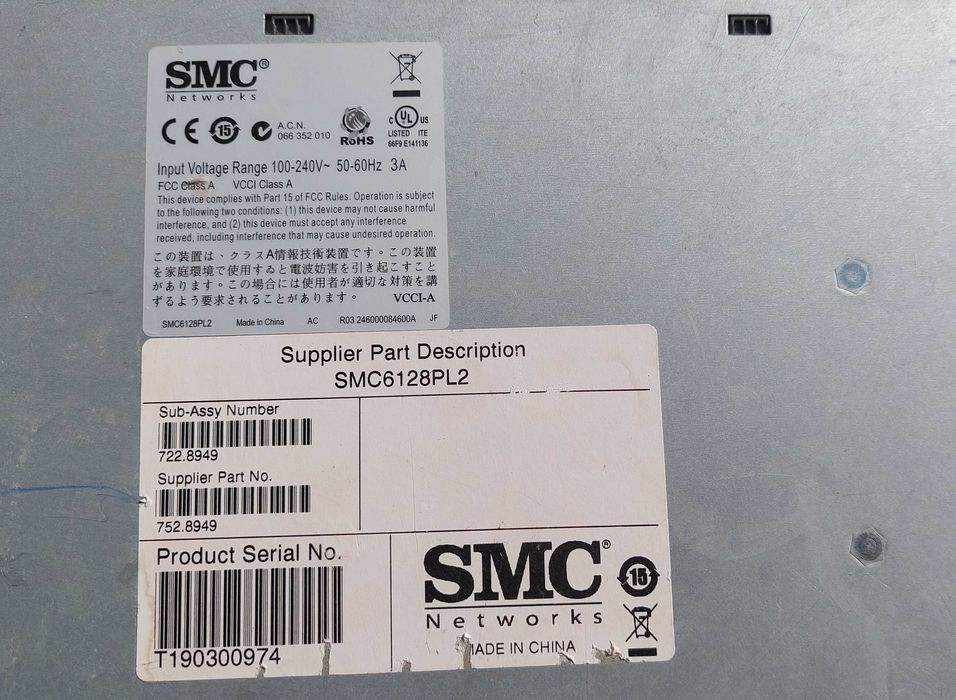 SMC®
Networks
CE 15 A.C.N. 066 352 010 RoHS c UL US LISTED ITE 66F9 E141136
Input Voltage Range 100-240V~ 50-60Hz 3A
FCC Class A VCCI Class A
This device complies with Part 15 of FCC Rules. Operation is subject
to the following two conditions: (1) this device may not cause harmful
interference, and (2) this device must accept any interference
received, including interference that may cause undesired operation.
この装置は、クラスA情報技術装置です。この装置
を家庭環境で使用すると電波妨害を引き起こすこと
があります。この場合には使用者が適切な対策を講
ずるよう要求されることがあります。 VCCI-A
SMC6128PL2 Made in China AC R03 246000084600A JF
Supplier Part Description
SMC6128PL2
Sub-Assy Number
722.8949
Supplier Part No.
752.8949
Product Serial No.
T190300974
SMC®
Networks
15
MADE IN CHINA